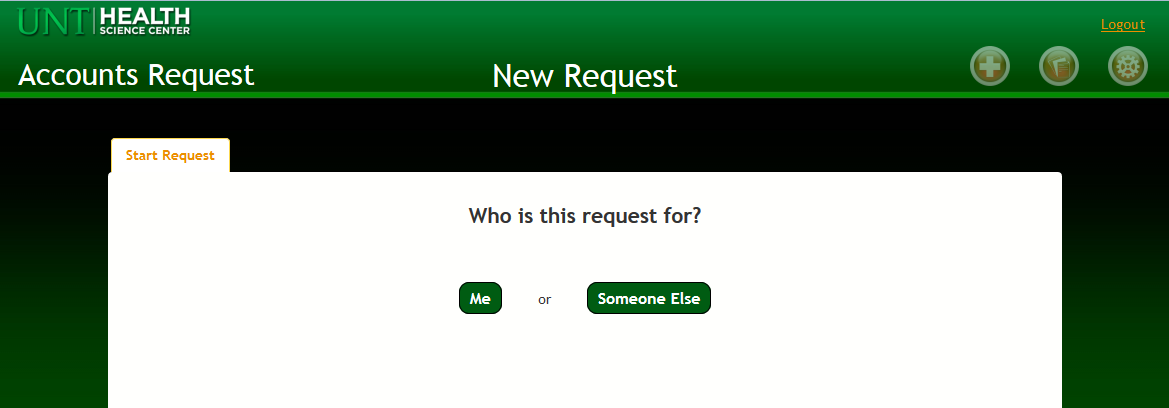 UNT HEALTH
SCIENCE CENTER
Logout
Accounts Request
New Request
Start Request
Who is this request for?
Me or Someone Else